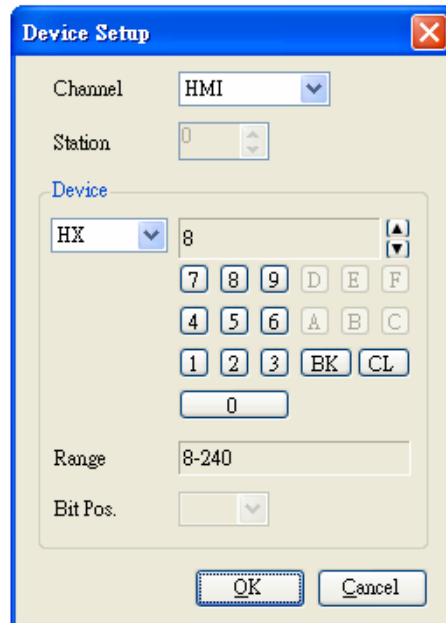 Device Setup
Channel HMI
Station 0
Device
HX 8
7 8 9 D E F
4 5 6 A B C
1 2 3 BK CL
0
Range 8-240
Bit Pos.
OK Cancel